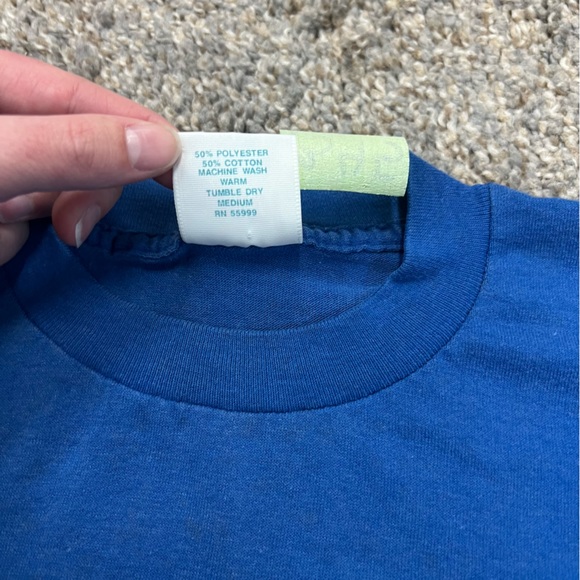 50% POLYESTER
50% COTTON
MACHINE WASH
WARM
TUMBLE DRY
MEDIUM
RN 55999